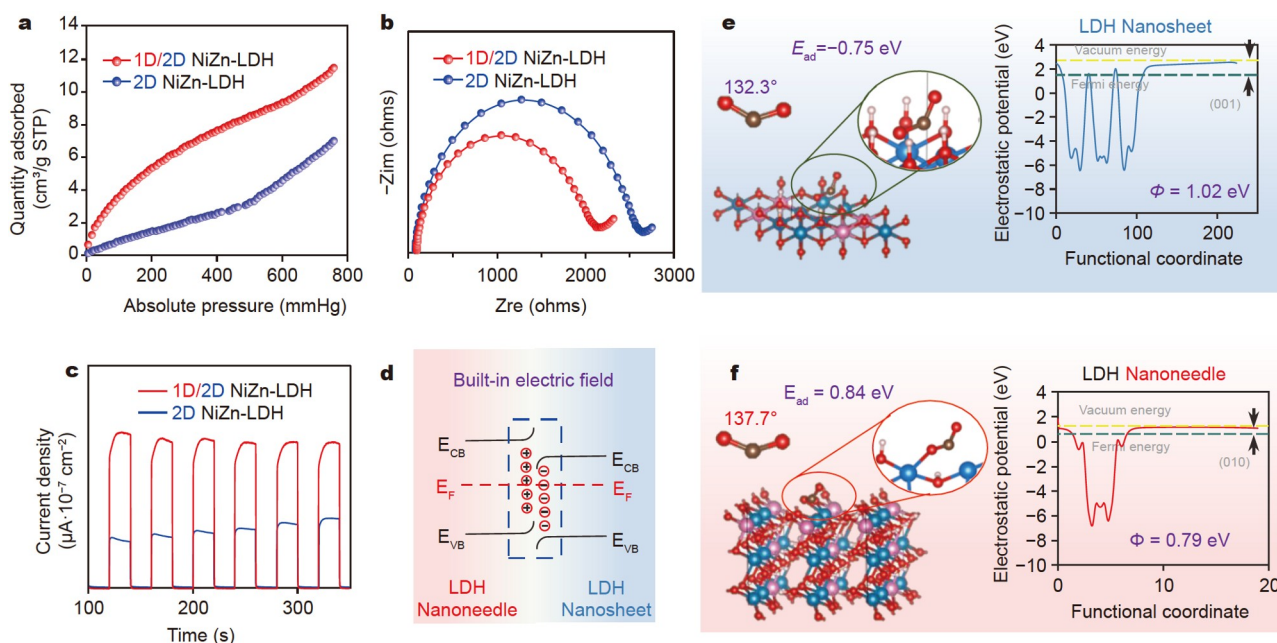 a
14
12
10
8
6
4
2
0
Quantity adsorbed
(cm³/g STP)
1D/2D NiZn-LDH
2D NiZn-LDH
0
200
400
600
800
Absolute pressure (mmHg)
b
1D/2D NiZn-LDH
2D NiZn-LDH
−Zim (ohms)
0
1000
2000
3000
Zre (ohms)
c
1D/2D NiZn-LDH
2D NiZn-LDH
Current density
(μA·10⁻⁷ cm⁻²)
100
200
300
Time (s)
d
Built-in electric field
E_CB
E_F
E_VB
E_CB
E_F
E_VB
LDH
Nanoneedle
LDH
Nanosheet
e
E_ad=−0.75 eV
132.3°
LDH Nanosheet
Electrostatic potential (eV)
4
2
0
−2
−4
−6
−8
−10
Vacuum energy
Fermi energy
(001)
Φ = 1.02 eV
0
100
200
Functional coordinate
f
E_ad = 0.84 eV
137.7°
LDH Nanoneedle
Electrostatic potential (eV)
4
2
0
−2
−4
−6
−8
−10
Vacuum energy
Fermi energy
(010)
Φ = 0.79 eV
0
10
20
Functional coordinate